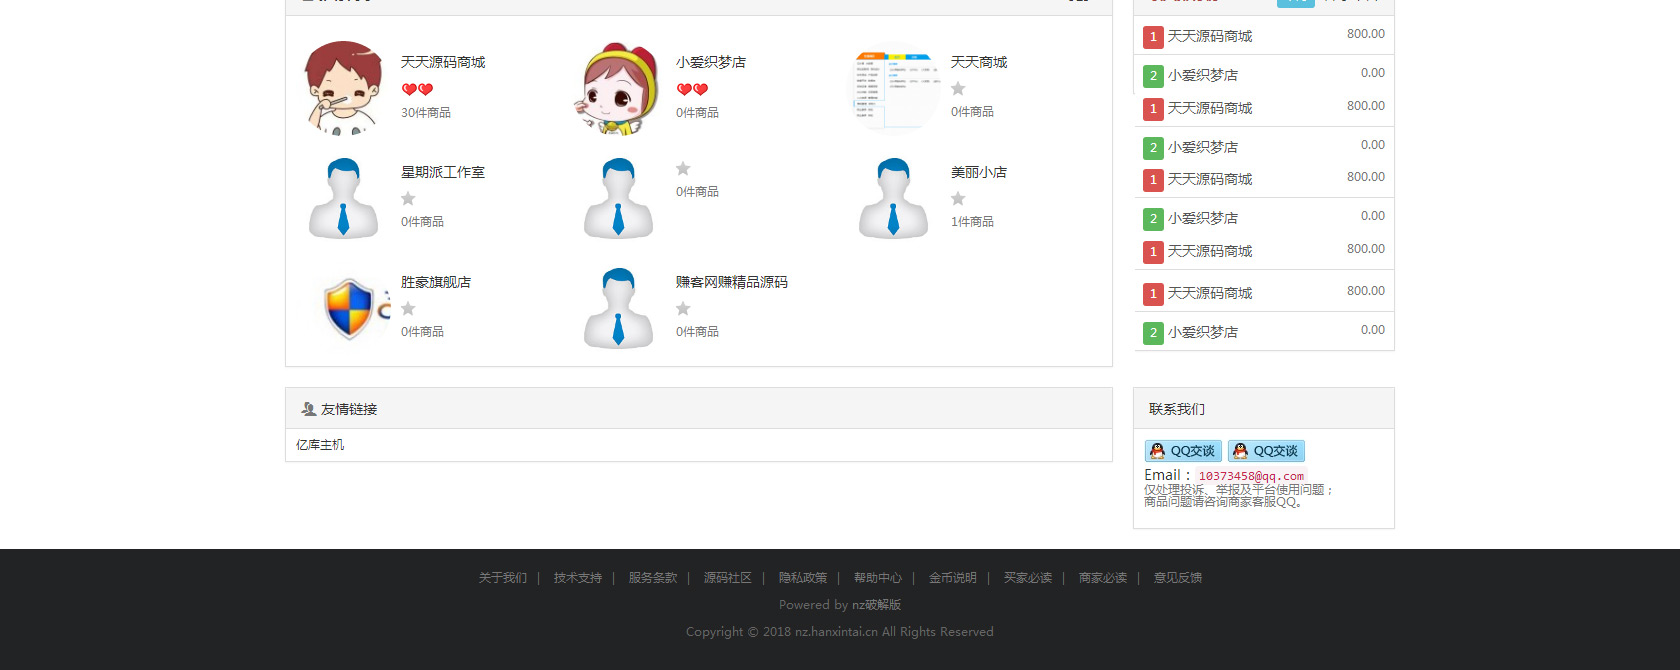 天天源码商城
30件商品
小爱织梦店
0件商品
天天商城
0件商品
星期派工作室
0件商品
0件商品
美丽小店
1件商品
胜豪旗舰店
0件商品
赚客网赚精品源码
0件商品
1 天天源码商城 800.00
2 小爱织梦店 0.00
1 天天源码商城 800.00
2 小爱织梦店 0.00
1 天天源码商城 800.00
2 小爱织梦店 0.00
1 天天源码商城 800.00
1 天天源码商城 800.00
2 小爱织梦店 0.00
友情链接
亿库主机
联系我们
QQ交谈 QQ交谈
Email：10373458@qq.com
仅处理投诉、举报及平台使用问题；
商品问题请咨询商家客服QQ。
关于我们 | 技术支持 | 服务条款 | 源码社区 | 隐私政策 | 帮助中心 | 金币说明 | 买家必读 | 商家必读 | 意见反馈
Powered by nz破解版
Copyright © 2018 nz.hanxintai.cn All Rights Reserved